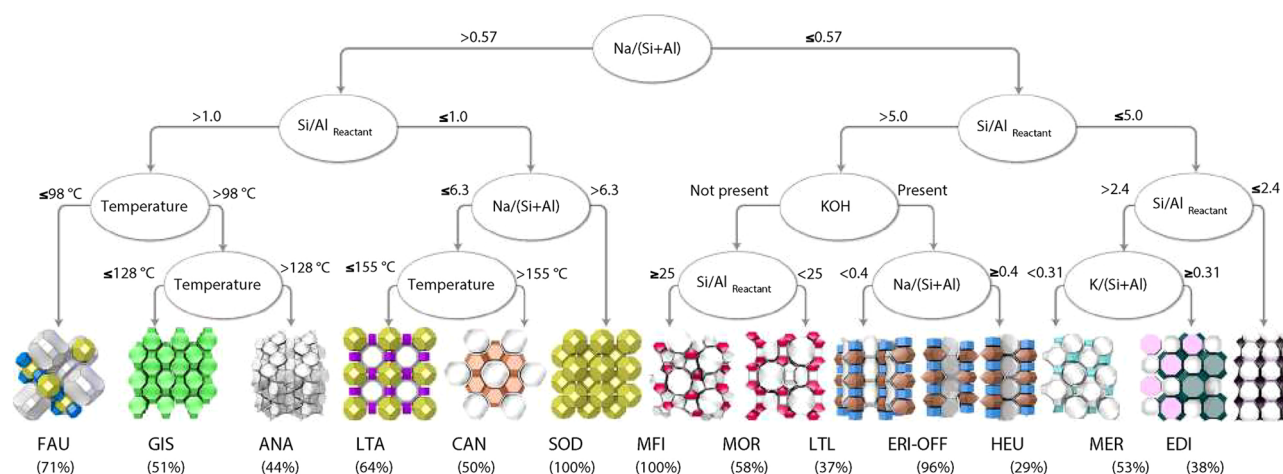 >0.57
Na/(Si+Al)
≤0.57
>1.0
Si/Al Reactant
≤1.0
>5.0
Si/Al Reactant
≤5.0
≤98 °C
Temperature
>98 °C
≤6.3
Na/(Si+Al)
>6.3
Not present
KOH
Present
>2.4
Si/Al Reactant
≤2.4
≤128 °C
Temperature
>128 °C
≤155 °C
Temperature
>155 °C
≥25
Si/Al Reactant
<25
<0.4
Na/(Si+Al)
≥0.4
<0.31
K/(Si+Al)
≥0.31
FAU GIS ANA LTA CAN SOD MFI MOR LTL ERI-OFF HEU MER EDI
(71%) (51%) (44%) (64%) (50%) (100%) (100%) (58%) (37%) (96%) (29%) (53%) (38%)